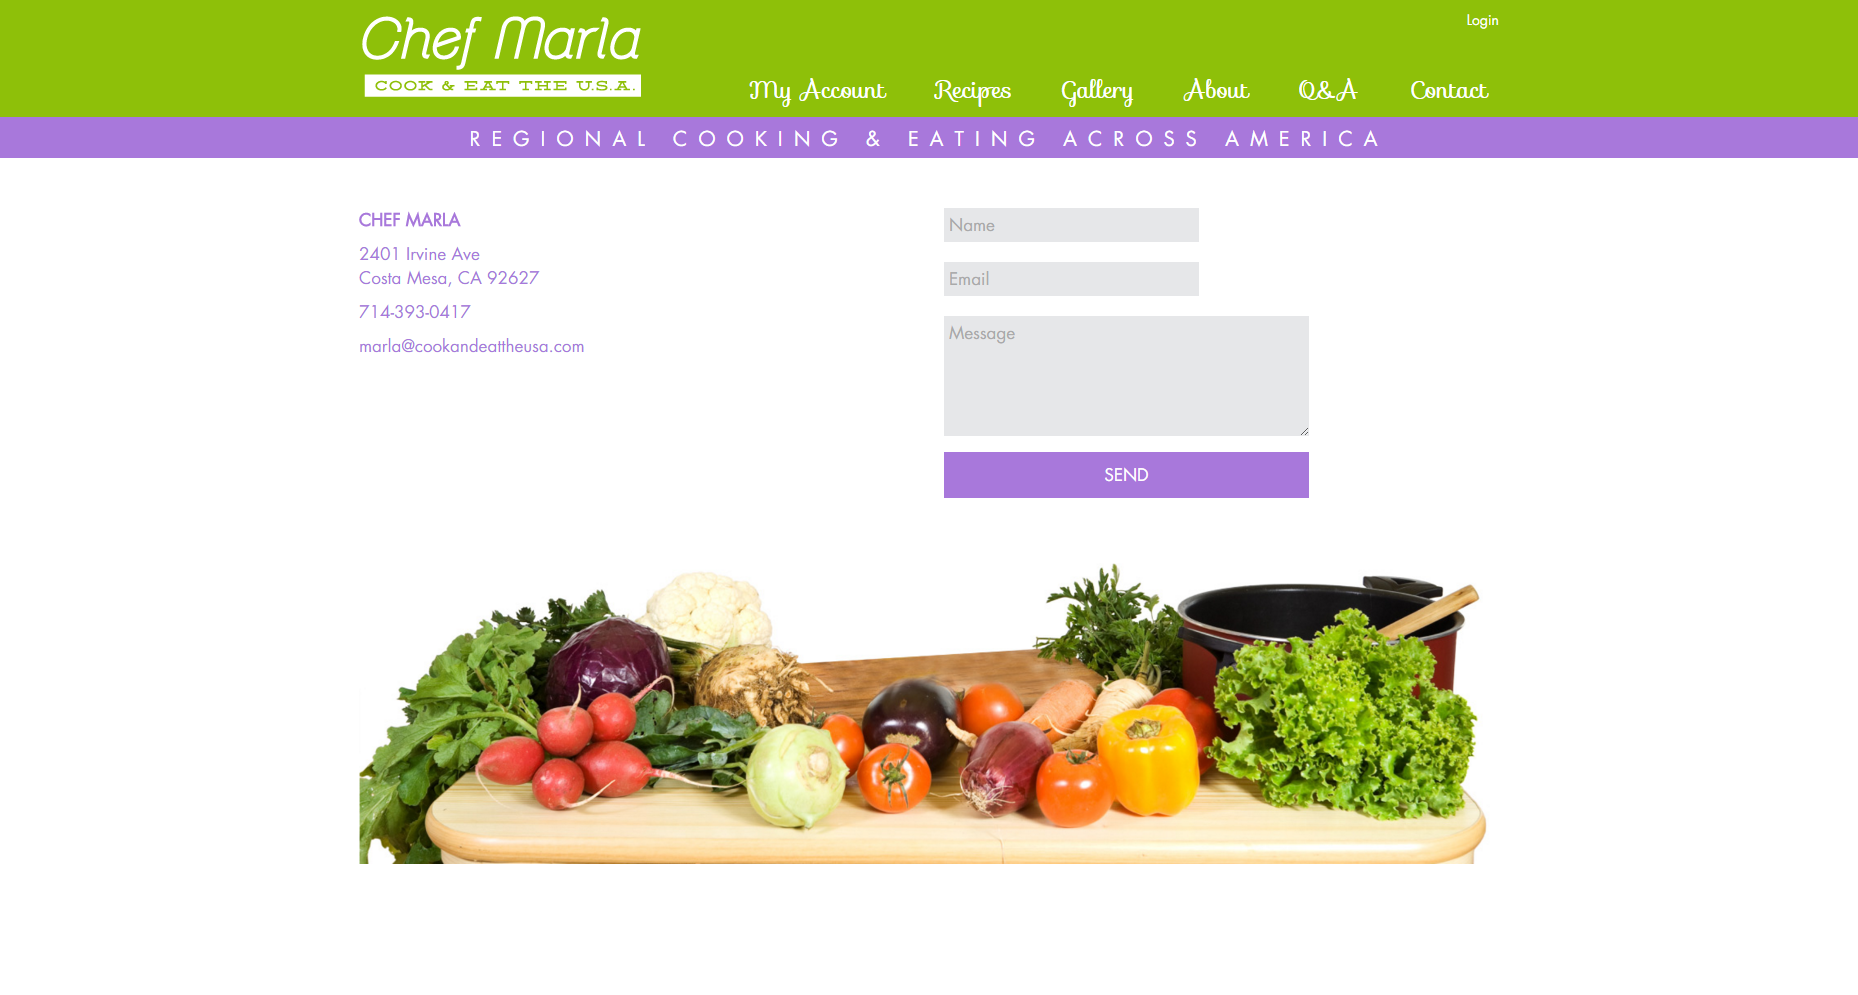 Chef Marla
COOK & EAT THE U.S.A.
Login
My Account Recipes Gallery About Q&A Contact
REGIONAL COOKING & EATING ACROSS AMERICA
CHEF MARLA
2401 Irvine Ave
Costa Mesa, CA 92627
714-393-0417
marla@cookandeattheusa.com
Name
Email
Message
SEND